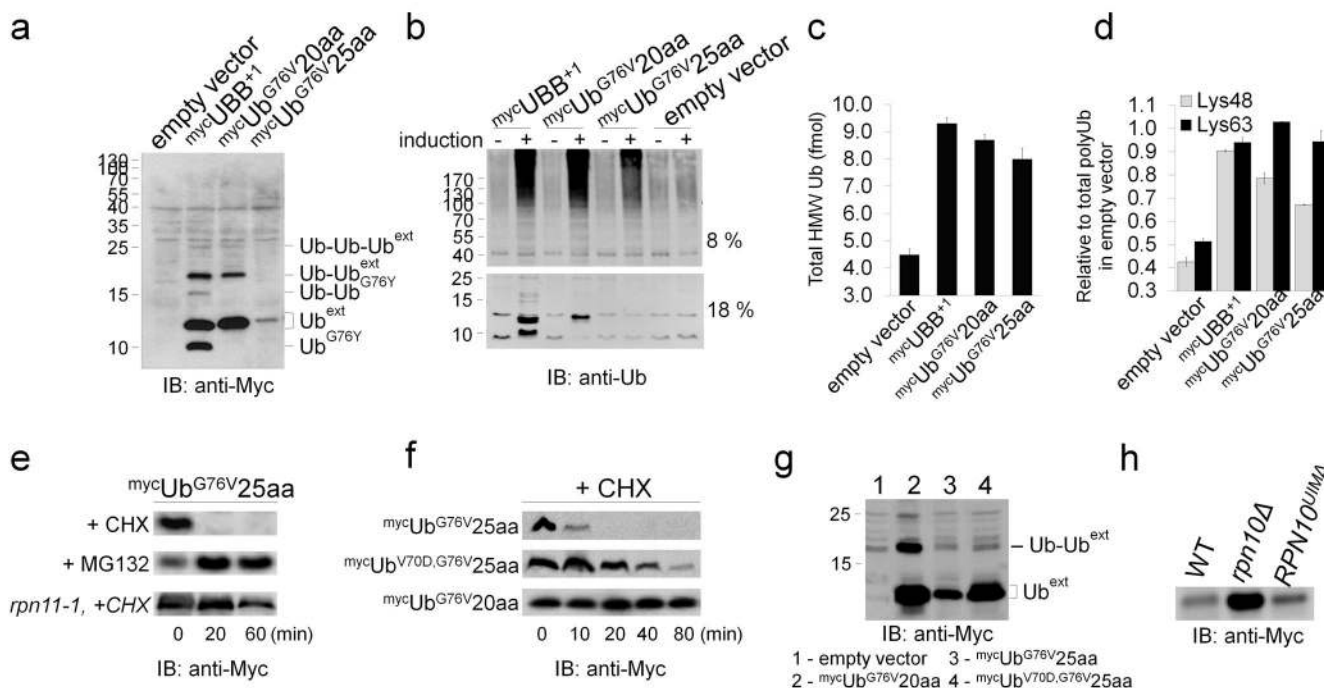 a
empty vector
mycUBB+1
mycUbG76V20aa
mycUbG76V25aa
130
100
70
55
40
25
15
10
Ub-Ub-Ubext
Ub-Ubext
Ub-UbG76Y
Ubext
UbG76Y
IB: anti-Myc
b
mycUBB+1
mycUbG76V20aa
mycUbG76V25aa
empty vector
induction - + - + - + - +
170
130
100
70
55
40
8 %
25
15
10
18 %
IB: anti-Ub
c
Total HMW Ub (fmol)
10.0
9.0
8.0
7.0
6.0
5.0
4.0
3.0
empty vector
mycUBB+1
mycUbG76V20aa
mycUbG76V25aa
d
Relative to total polyUb
in empty vector
Lys48
Lys63
1.0
0.9
0.8
0.7
0.6
0.5
0.4
0.3
empty vector
mycUBB+1
mycUbG76V20aa
mycUbG76V25aa
e
mycUbG76V25aa
+ CHX
+ MG132
rpn11-1, +CHX
0 20 60 (min)
IB: anti-Myc
f
+ CHX
mycUbG76V25aa
mycUbV70D,G76V25aa
mycUbG76V20aa
0 10 20 40 80 (min)
IB: anti-Myc
g
1 2 3 4
25
15
Ub-Ubext
Ubext
IB: anti-Myc
1 - empty vector 3 - mycUbG76V25aa
2 - mycUbG76V20aa 4 - mycUbV70D,G76V25aa
h
WT
rpn10Δ
RPN10UIMΔ
IB: anti-Myc